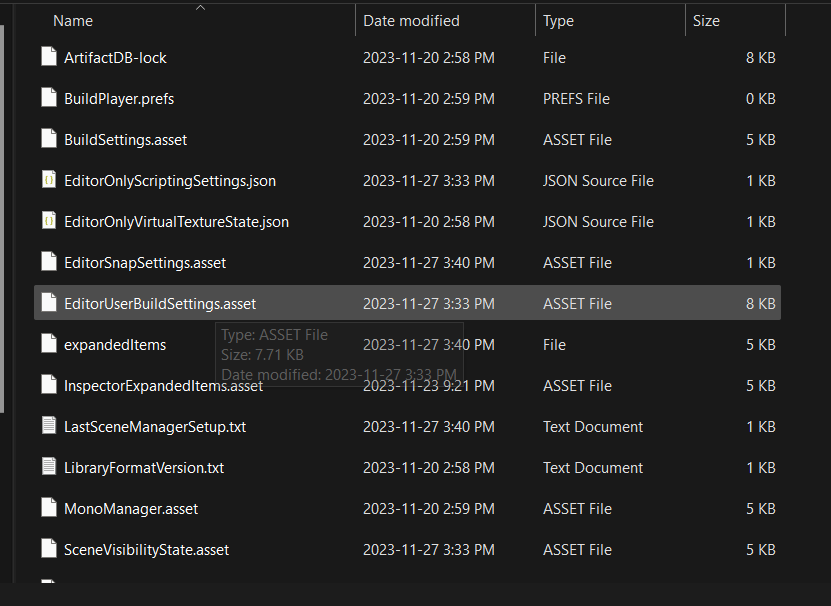 Name Date modified Type Size
ArtifactDB-lock 2023-11-20 2:58 PM File 8 KB
BuildPlayer.prefs 2023-11-20 2:59 PM PREFS File 0 KB
BuildSettings.asset 2023-11-20 2:59 PM ASSET File 5 KB
EditorOnlyScriptingSettings.json 2023-11-27 3:33 PM JSON Source File 1 KB
EditorOnlyVirtualTextureState.json 2023-11-20 2:58 PM JSON Source File 1 KB
EditorSnapSettings.asset 2023-11-27 3:40 PM ASSET File 1 KB
EditorUserBuildSettings.asset 2023-11-27 3:33 PM ASSET File 8 KB
Type: ASSET File
expandedItems 2023-11-27 3:40 PM File 5 KB
Size: 7.71 KB
Date modified: 2023-11-27 3:33 PM
InspectorExpandedItems.asset 2023-11-23 9:21 PM ASSET File 5 KB
LastSceneManagerSetup.txt 2023-11-27 3:40 PM Text Document 1 KB
LibraryFormatVersion.txt 2023-11-20 2:58 PM Text Document 1 KB
MonoManager.asset 2023-11-20 2:59 PM ASSET File 5 KB
SceneVisibilityState.asset 2023-11-27 3:33 PM ASSET File 5 KB